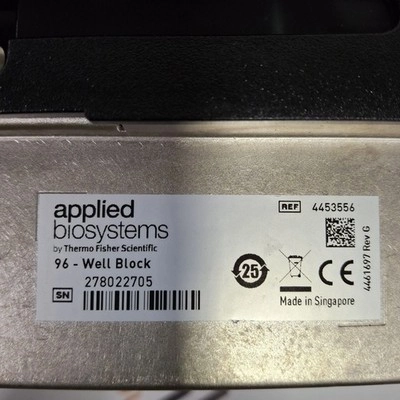 applied
biosystems
by Thermo Fisher Scientific
96 - Well Block
SN
278022705
REF 4453556
25
CE
Made in Singapore
4461697 Rev G